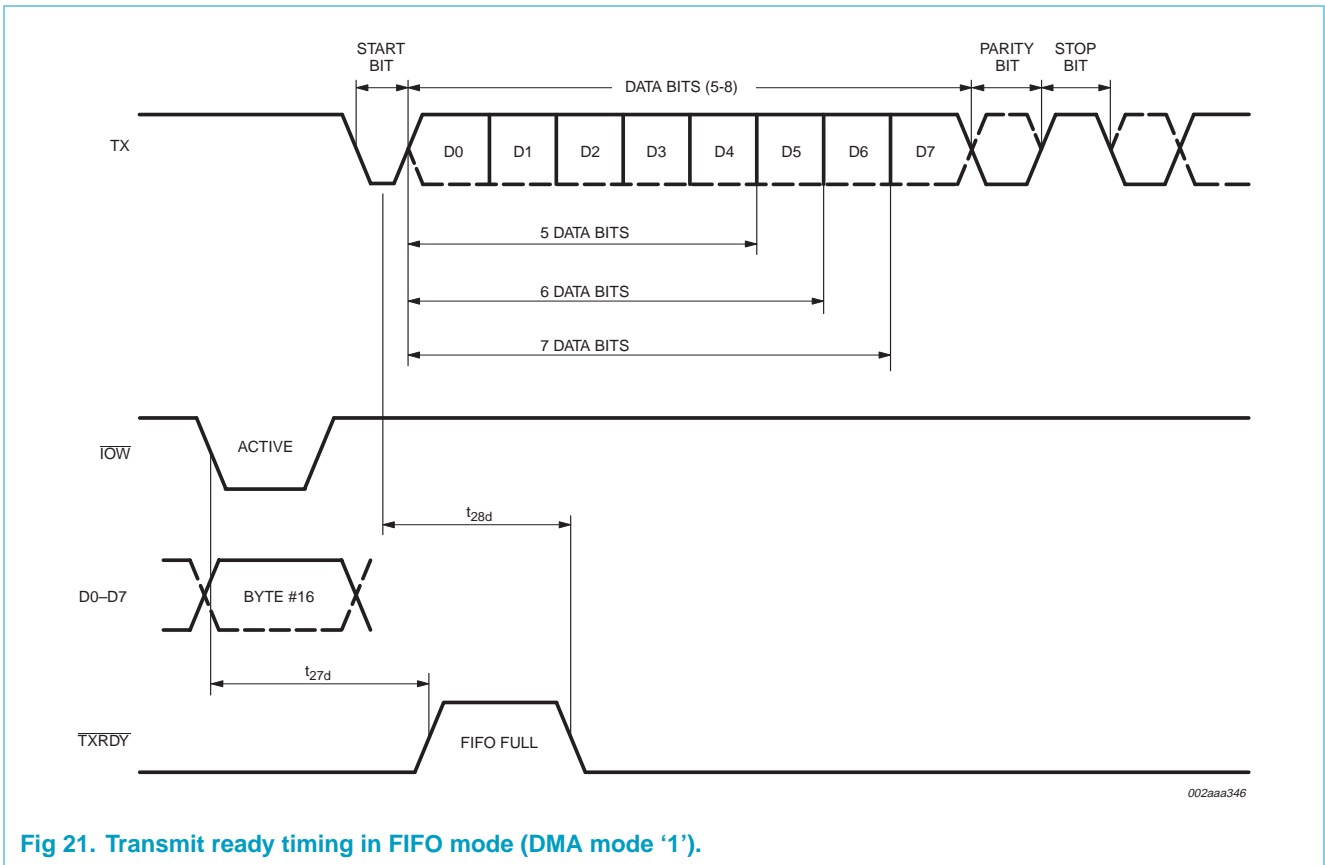 START
BIT
DATA BITS (5-8)
PARITY
BIT
STOP
BIT
TX
D0 D1 D2 D3 D4 D5 D6 D7
5 DATA BITS
6 DATA BITS
7 DATA BITS
IOW
ACTIVE
t28d
D0–D7
BYTE #16
t27d
TXRDY
FIFO FULL
002aaa346
Fig 21. Transmit ready timing in FIFO mode (DMA mode ‘1’).